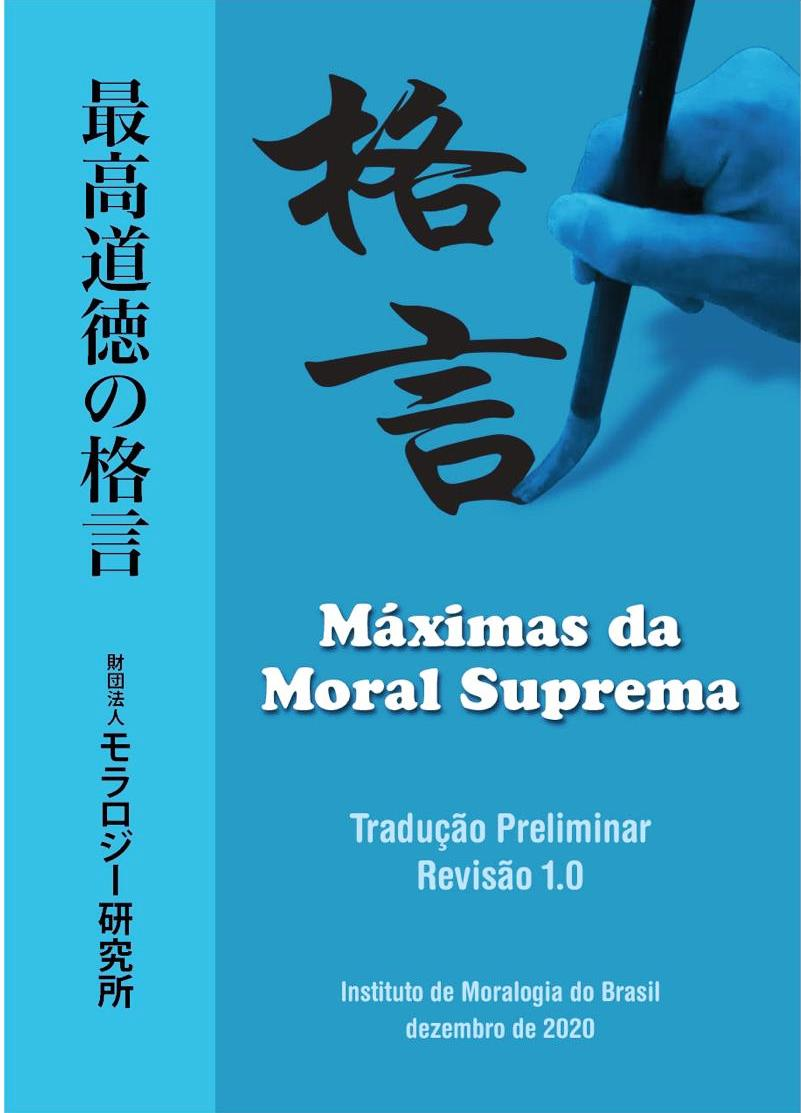 最高道徳の格言
財団法人モラロジー研究所
格言
Máximas da
Moral Suprema
Tradução Preliminar
Revisão 1.0
Instituto de Moralogia do Brasil
dezembro de 2020